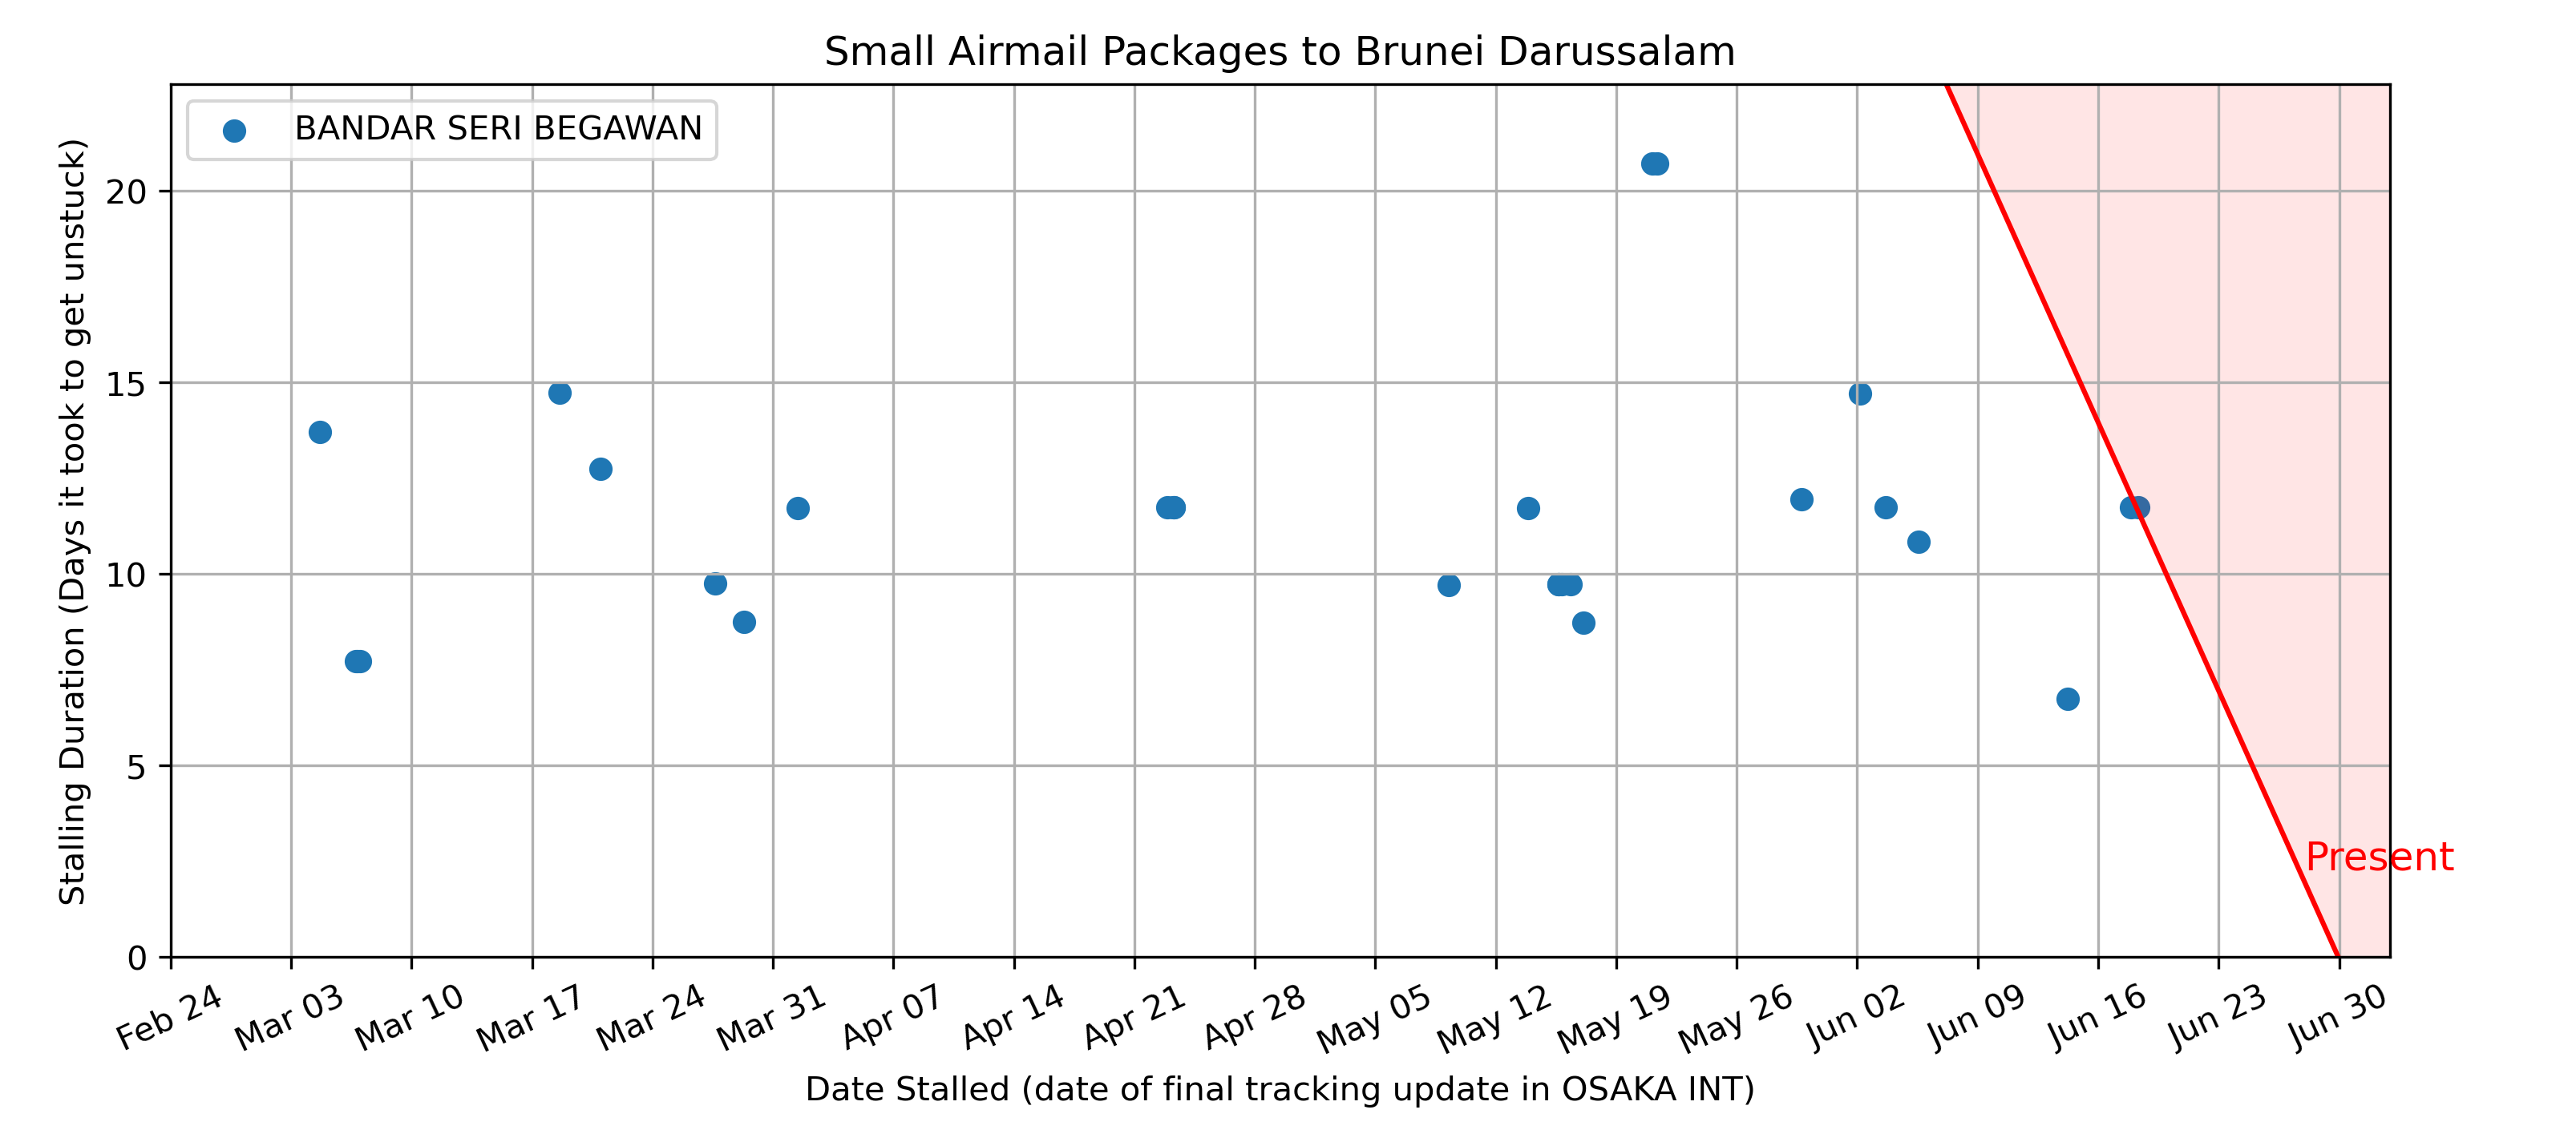 Small Airmail Packages to Brunei Darussalam
BANDAR SERI BEGAWAN
Stalling Duration (Days it took to get unstuck)
20
15
10
5
0
Present
Feb 24
Mar 03
Mar 10
Mar 17
Mar 24
Mar 31
Apr 07
Apr 14
Apr 21
Apr 28
May 05
May 12
May 19
May 26
Jun 02
Jun 09
Jun 16
Jun 23
Jun 30
Date Stalled (date of final tracking update in OSAKA INT)